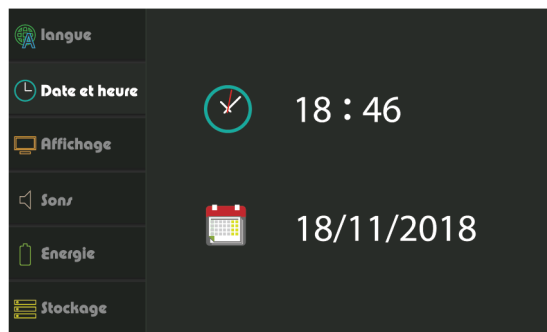 langue
Date et heure
Affichage
Sons
Energie
Stockage
18 : 46
18/11/2018